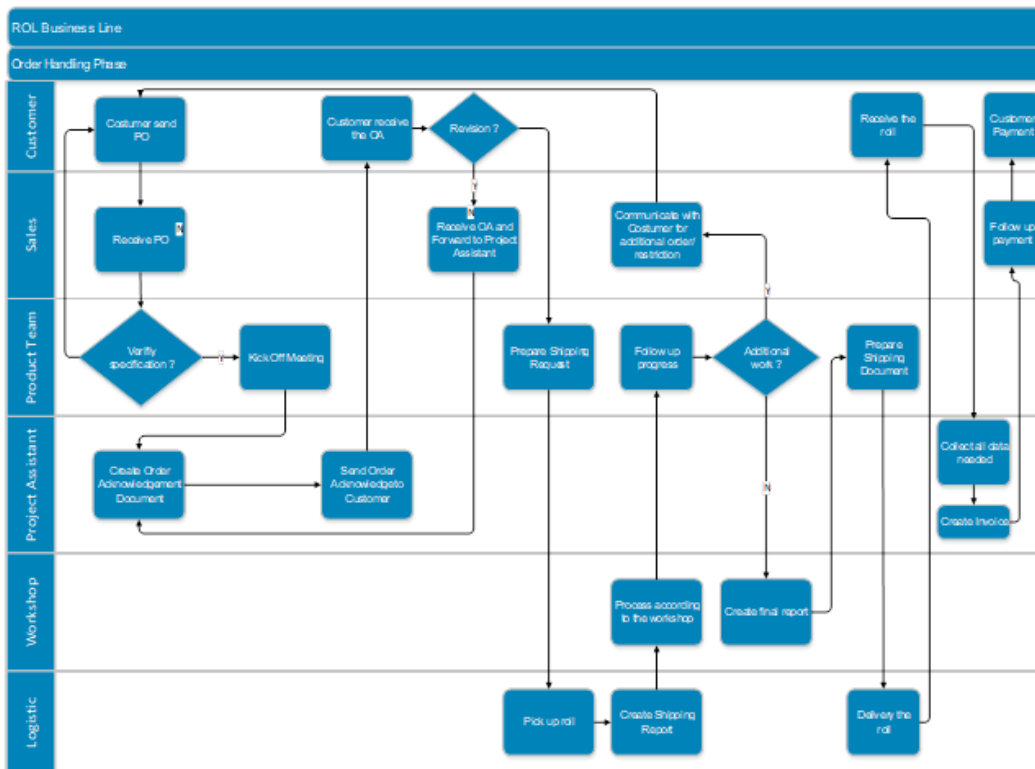 ROL Business Line
Order Handling Phase
Customer
Costumer send
PO
Customer receive
the OA
Revision ?
Receive the
roll
Customer
Payment
Y
Sales
Receive PO
N
N
Receive OA and
Forward to Project
Assistant
Communicate with
Costumer for
additional order/
restriction
Follow up
payment
Y
Product Team
Verifiy
specification ?
Y
Kick Off Meeting
Prepare Shipping
Request
Follow up
progress
Additional
work ?
Prepare
Shipping
Document
Project Assistant
Create Order
Acknowledgement
Document
Send Order
Acknowledge to
Customer
N
Collect all data
needed
Create Invoice
Workshop
Process according
to the workshop
Create final report
Logistic
Pick up roll
Create Shipping
Report
Delivery the
roll